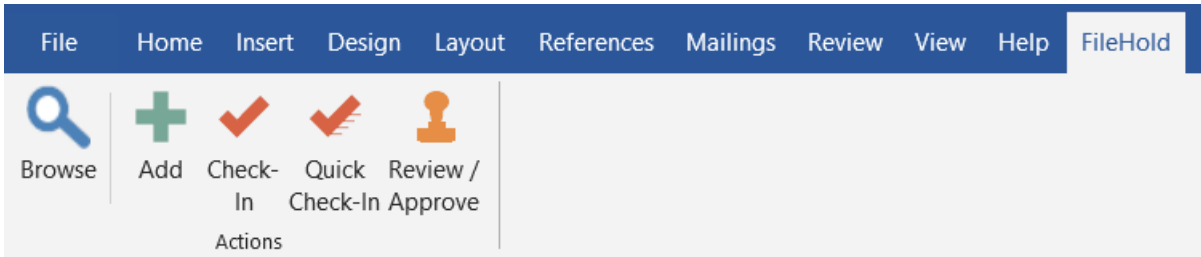 File Home Insert Design Layout References Mailings Review View Help FileHold
Browse Add Check- Quick Review /
In Check-In Approve
Actions